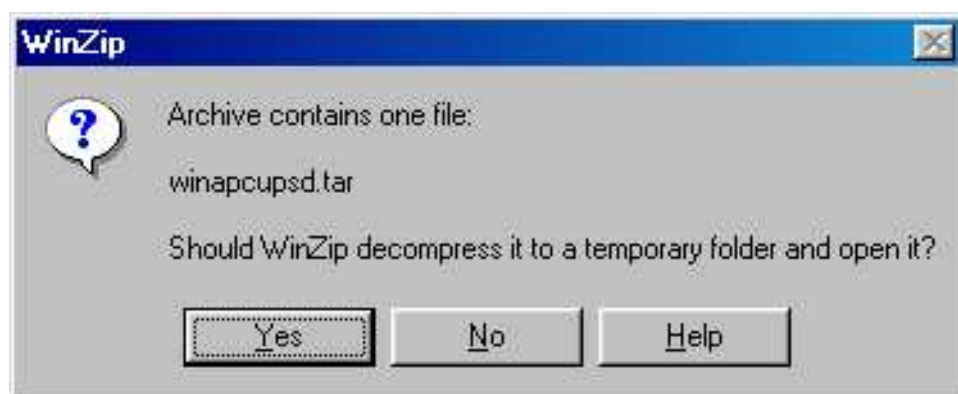 WinZip
Archive contains one file:
winapcupsd.tar
Should WinZip decompress it to a temporary folder and open it?
Yes No Help